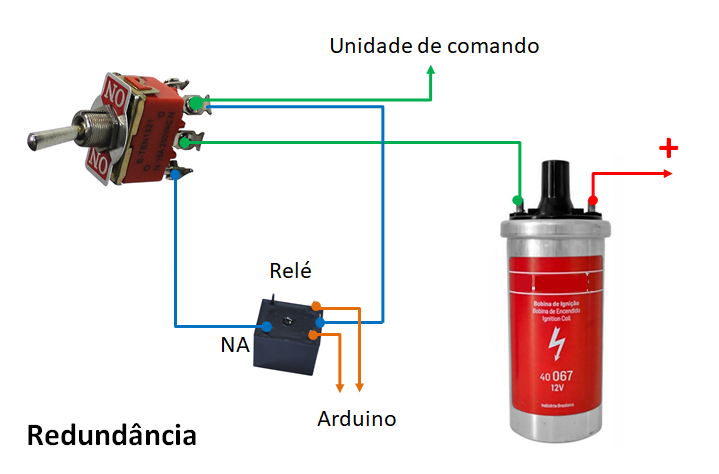 Unidade de comando
NO
NO
+
Relé
NA
Arduino
Bobina de Ignição
Bobina de Encendida
Ignition Coil
40 067
12V
Indústria Brasileira
Redundância